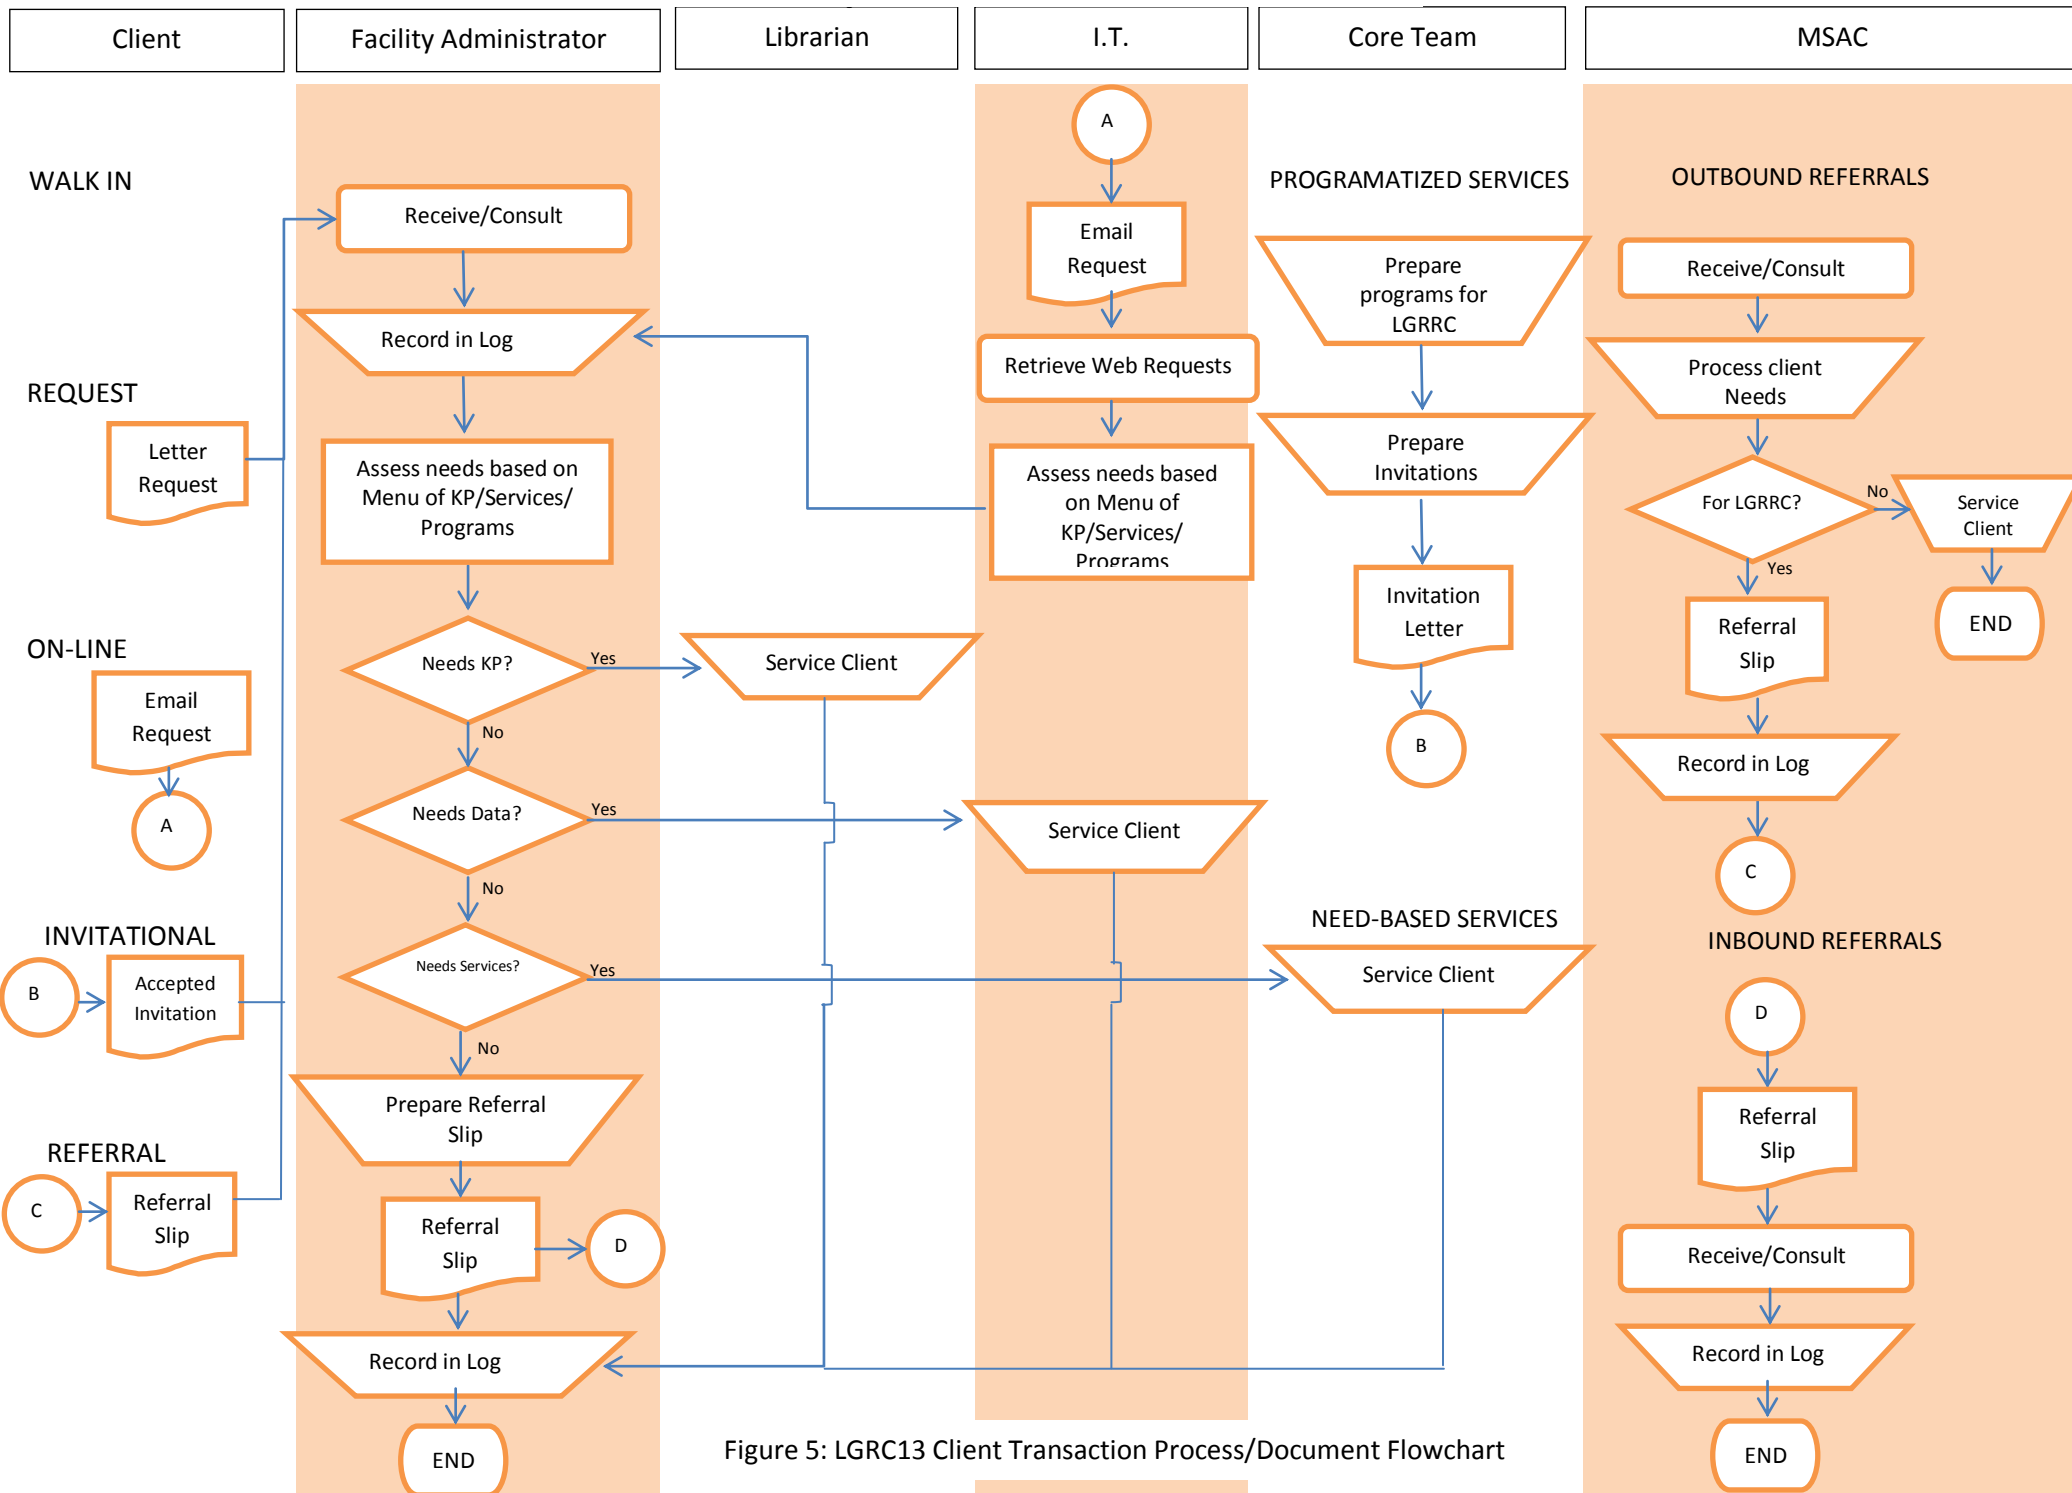 Client
Facility Administrator
Librarian
I.T.
Core Team
MSAC
WALK IN
REQUEST
Letter
Request
ON-LINE
Email
Request
A
INVITATIONAL
B
Accepted
Invitation
REFERRAL
C
Referral
Slip
Receive/Consult
Record in Log
Assess needs based on
Menu of KP/Services/
Programs
Needs KP?
Yes
No
Needs Data?
Yes
No
Needs Services?
Yes
No
Prepare Referral
Slip
Referral
Slip
D
Record in Log
END
Service Client
A
Email
Request
Retrieve Web Requests
Assess needs based
on Menu of
KP/Services/
Programs
Service Client
PROGRAMATIZED SERVICES
Prepare
programs for
LGRRC
Prepare
Invitations
Invitation
Letter
B
NEED-BASED SERVICES
Service Client
OUTBOUND REFERRALS
Receive/Consult
Process client
Needs
For LGRRC?
No
Service
Client
END
Yes
Referral
Slip
Record in Log
C
INBOUND REFERRALS
D
Referral
Slip
Receive/Consult
Record in Log
END
Figure 5: LGRC13 Client Transaction Process/Document Flowchart